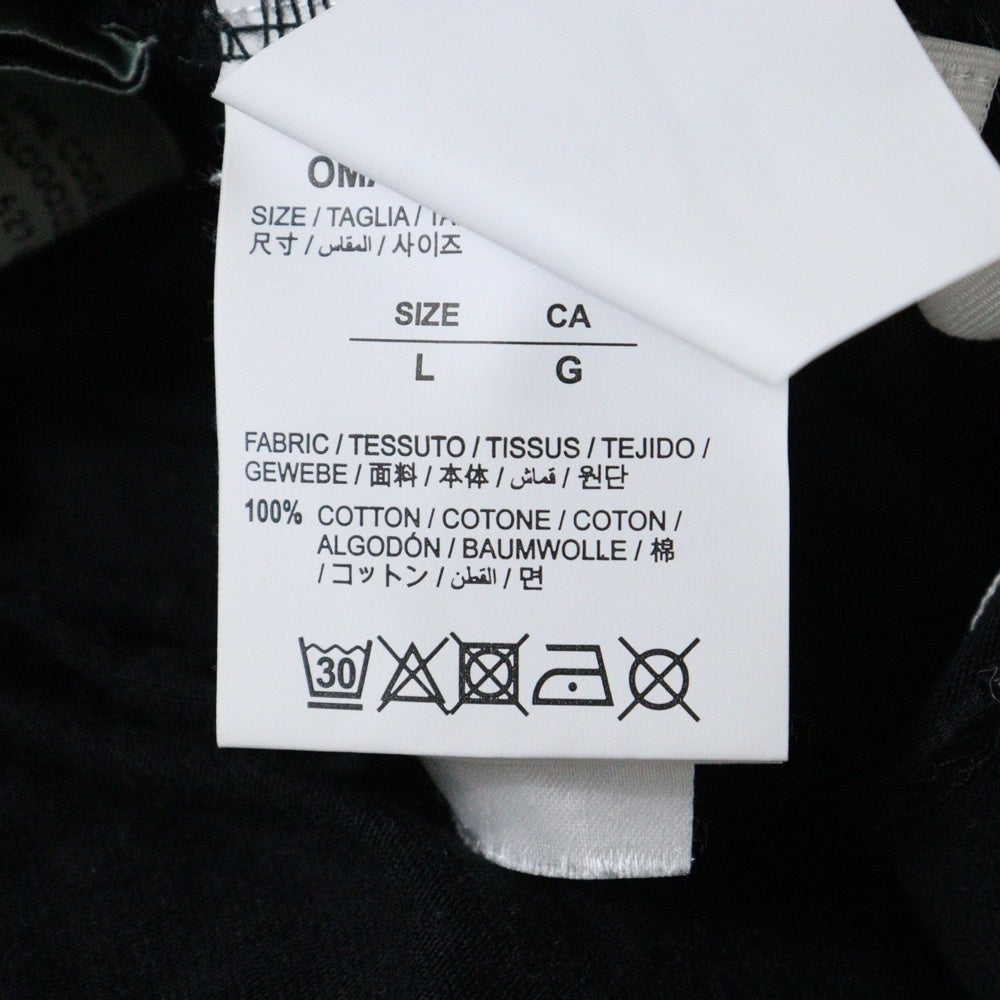 SIZE / TAGLIA /
尺寸 / المقاس / 사이즈
SIZE CA
L G
FABRIC / TESSUTO / TISSUS / TEJIDO /
GEWEBE / 面料 / 本体 / قماش / 원단
100% COTTON / COTONE / COTON /
ALGODÓN / BAUMWOLLE / 棉
/ コットン / القطن / 면
30